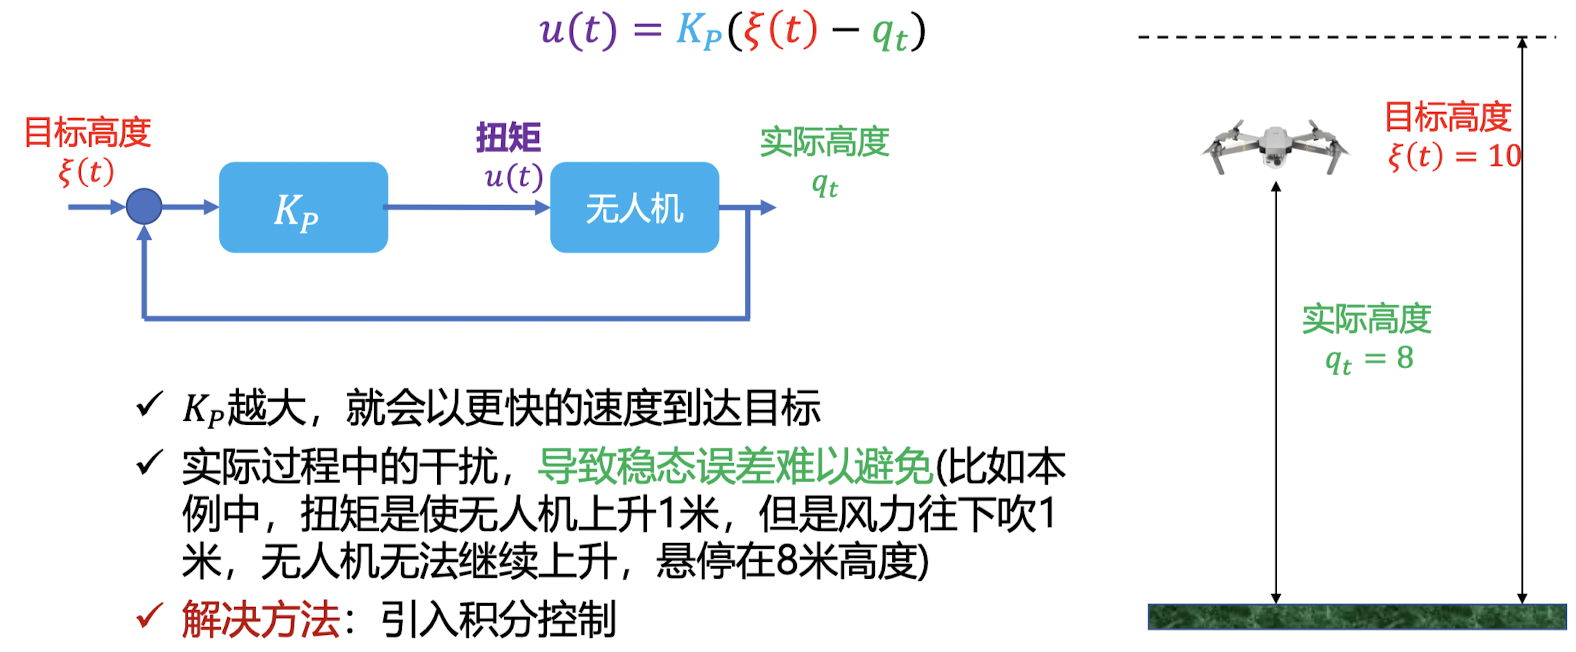 u(t) = K_P(ξ(t) − q_t)
目标高度
ξ(t)
K_P
扭矩
u(t)
无人机
实际高度
q_t
目标高度
ξ(t) = 10
实际高度
q_t = 8
✓ K_P越大，就会以更快的速度到达目标
✓ 实际过程中的干扰，导致稳态误差难以避免(比如本
例中，扭矩是使无人机上升1米，但是风力往下吹1
米，无人机无法继续上升，悬停在8米高度)
✓ 解决方法：引入积分控制